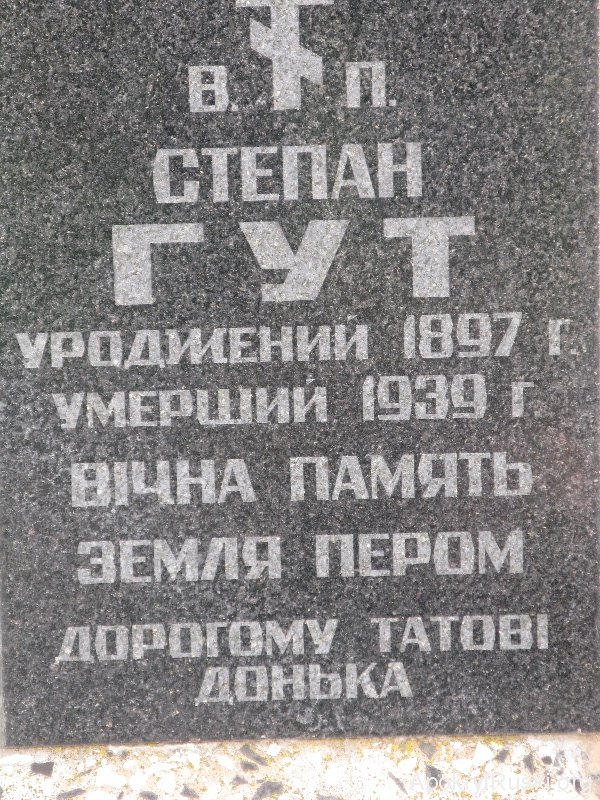 В. П.
СТЕПАН
ГУТ
УРОДЖЕНИЙ 1897 Г.
УМЕРШИЙ 1939 Г
ВІЧНА ПАМЯТЬ
ЗЕМЛЯ ПЕРОМ
ДОРОГОМУ ТАТОВІ
ДОНЬКА